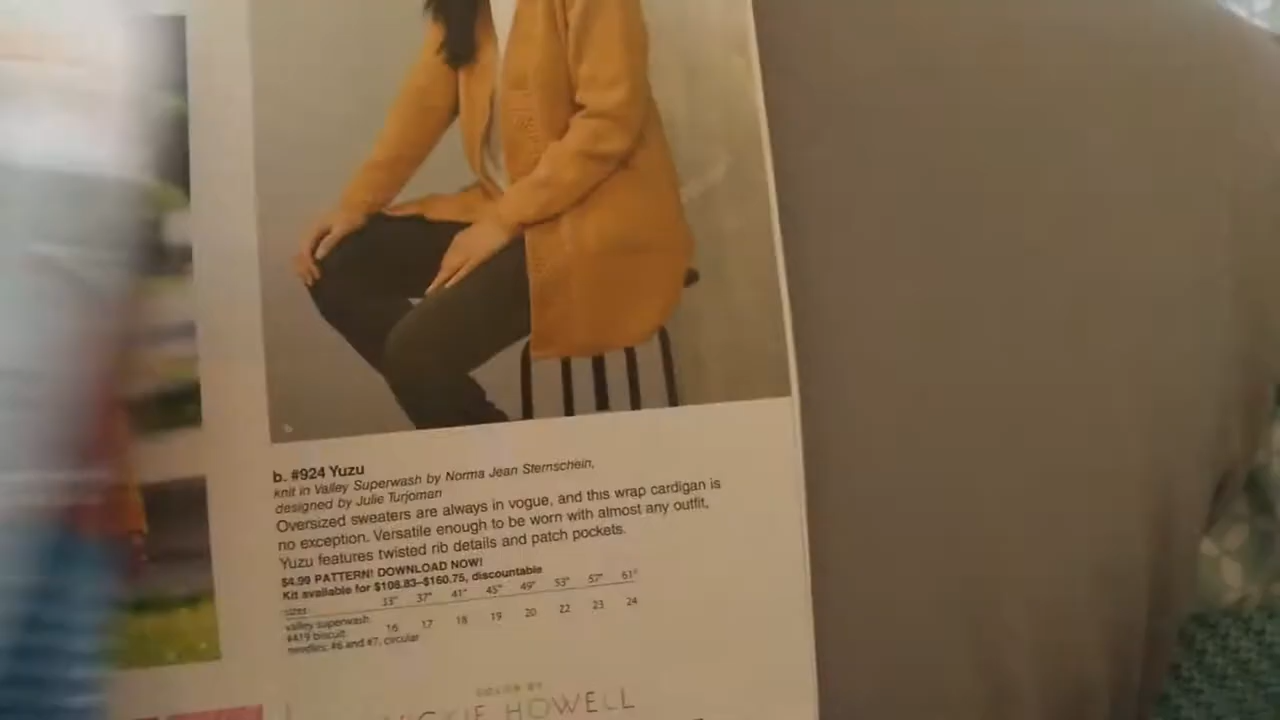 b. #924 Yuzu
knit in Valley Superwash by Norma Jean Sternschein,
designed by Julie Turjoman
Oversized sweaters are always in vogue, and this wrap cardigan is
no exception. Versatile enough to be worn with almost any outfit,
Yuzu features twisted rib details and patch pockets.
$4.99 PATTERN! DOWNLOAD NOW!
Kit available for $108.83–$160.75, discountable
sizes 33" 37" 41" 45" 49" 53" 57" 61"
valley superwash 16 17 18 19 20 22 23 24
#419 biscuit
needles: #6 and #7, circular
COLOR BY
HOWELL